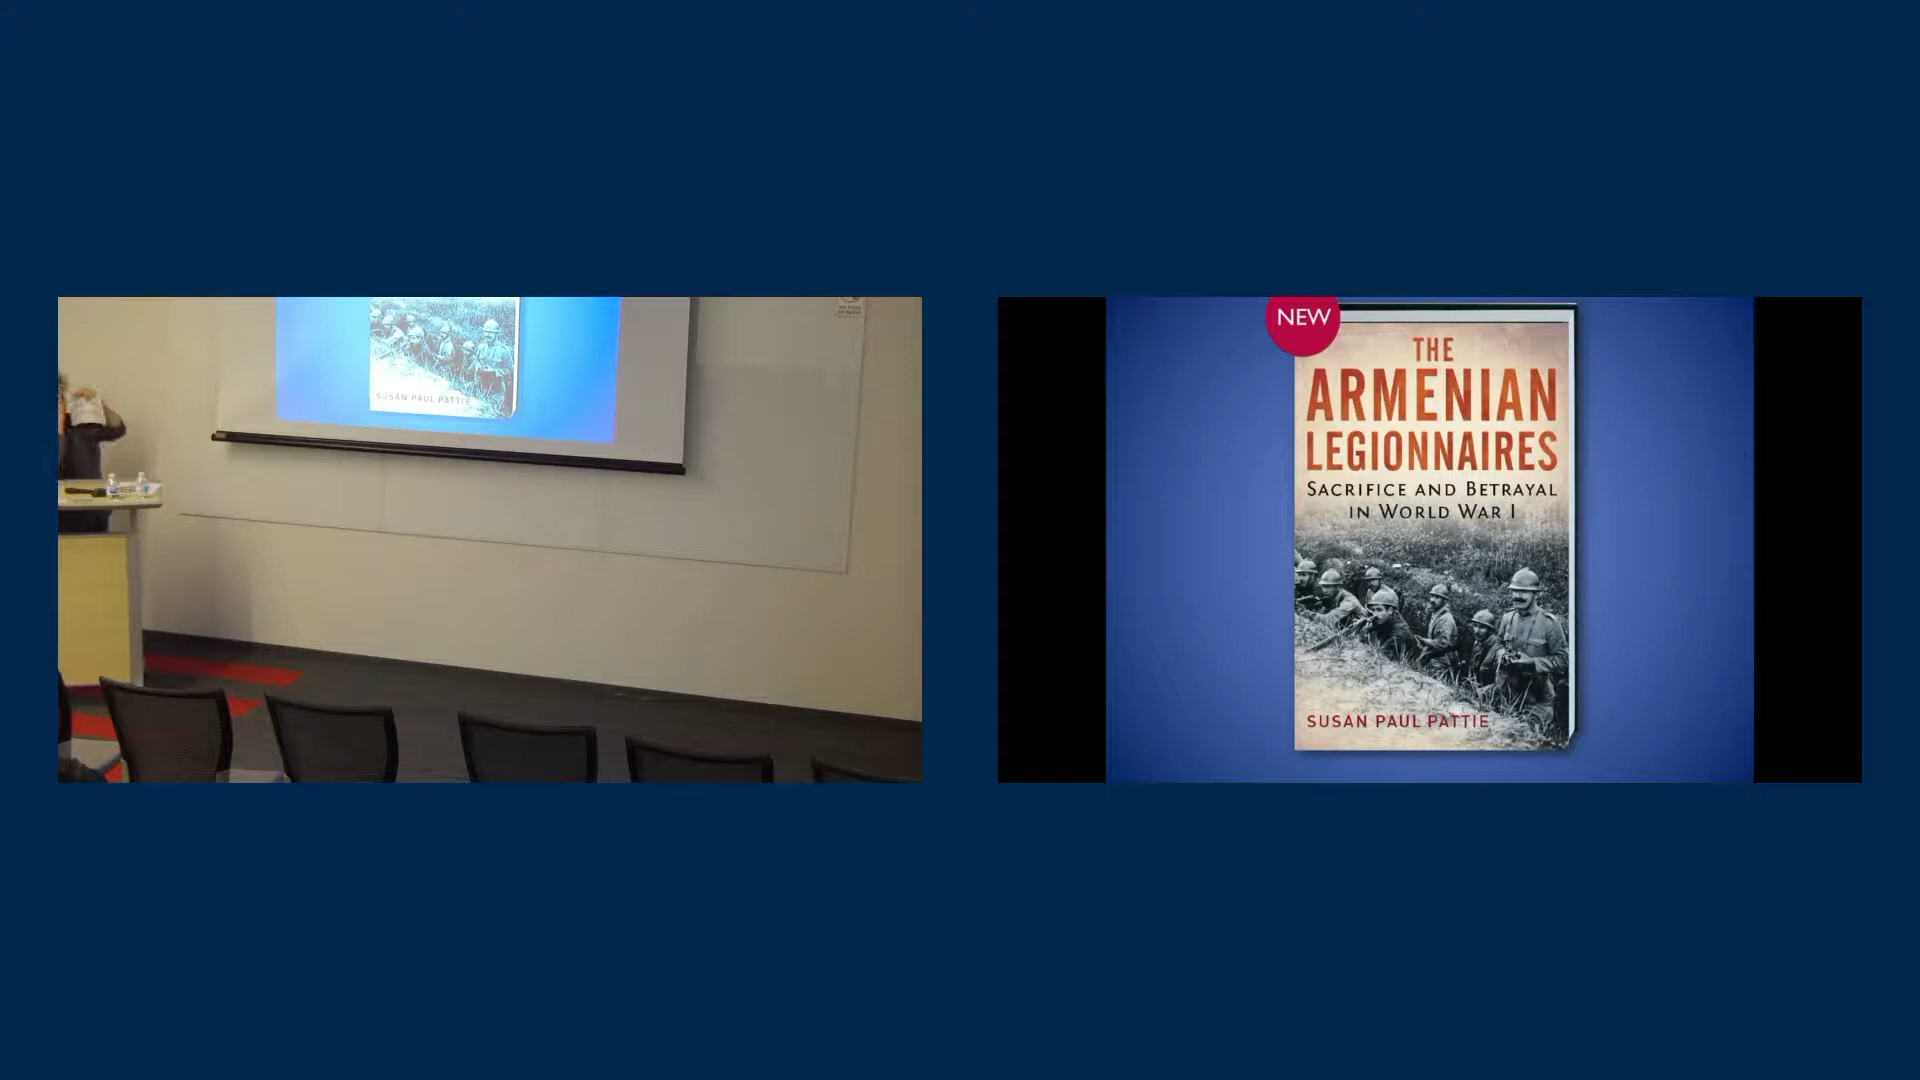 SUSAN PAUL PATTIE
NEW
THE
ARMENIAN
LEGIONNAIRES
SACRIFICE AND BETRAYAL
IN WORLD WAR I
SUSAN PAUL PATTIE